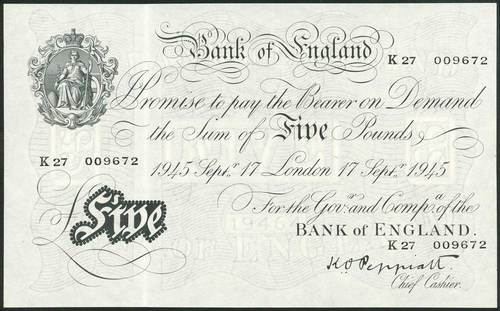 Bank of England
K 27 009672
I Promise to pay the Bearer on Demand
the Sum of Five Pounds
K 27 009672
1945 Septr. 17 London 17 Septr. 1945
For the Govr. and Compa. of the
BANK of ENGLAND.
K 27 009672
K O Peppiatt.
Chief Cashier.
Five